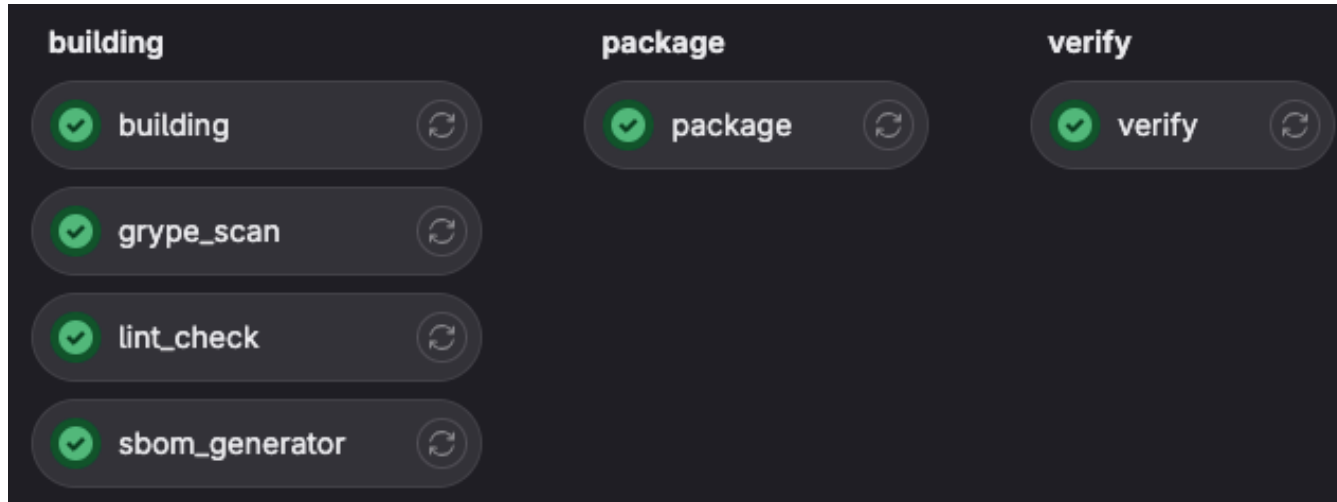 building
building
grype_scan
lint_check
sbom_generator
package
package
verify
verify